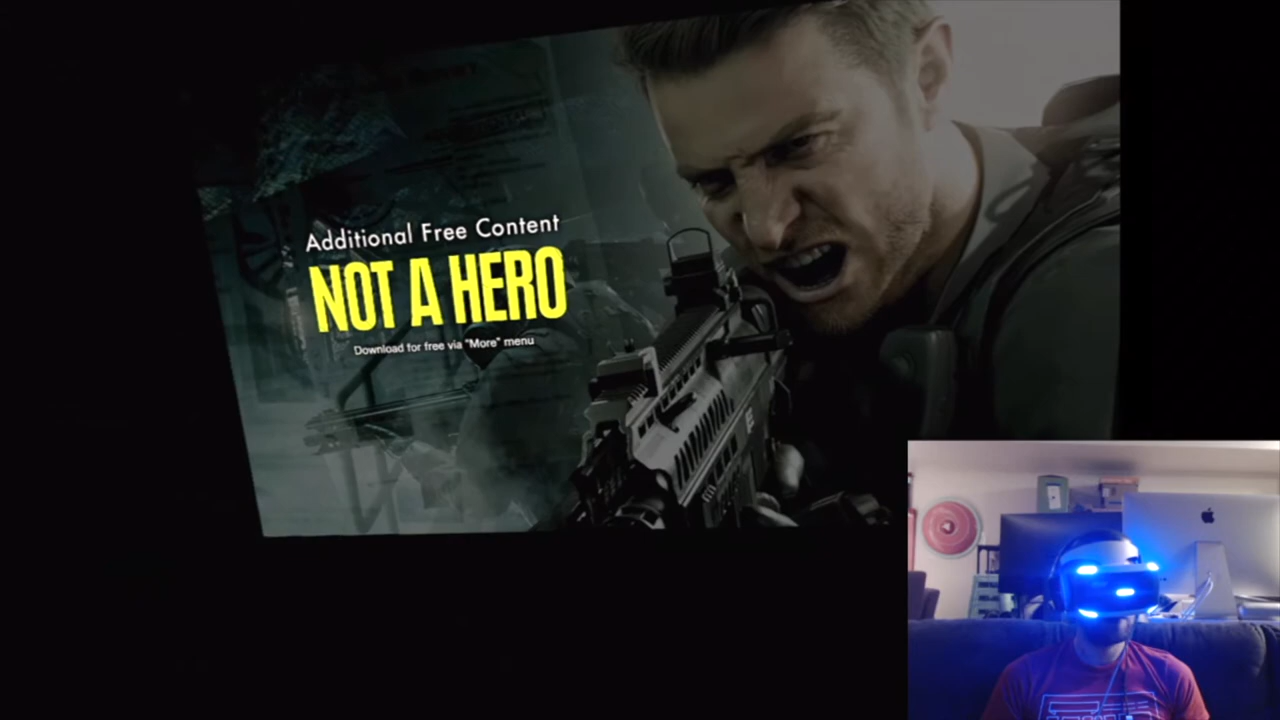 Additional Free Content
NOT A HERO
Download for free via "More" menu